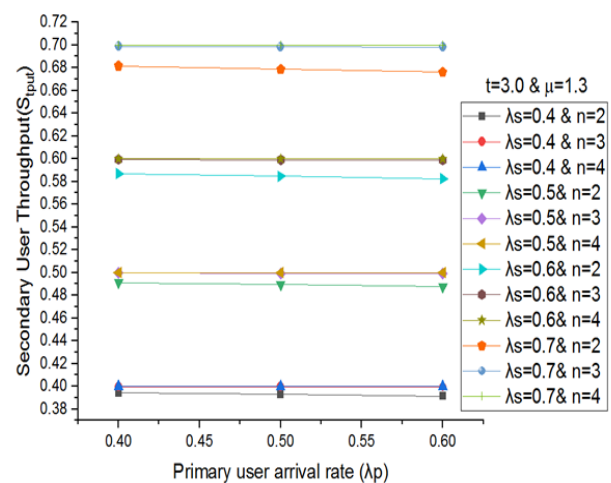 0.72
0.70
0.68
0.66
0.64
0.62
0.60
0.58
0.56
0.54
0.52
0.50
0.48
0.46
0.44
0.42
0.40
0.38
Secondary User Throughput(Stput)
0.40
0.45
0.50
0.55
0.60
Primary user arrival rate (λp)
t=3.0 & μ=1.3
λs=0.4 & n=2
λs=0.4 & n=3
λs=0.4 & n=4
λs=0.5& n=2
λs=0.5& n=3
λs=0.5& n=4
λs=0.6& n=2
λs=0.6& n=3
λs=0.6& n=4
λs=0.7& n=2
λs=0.7& n=3
λs=0.7& n=4